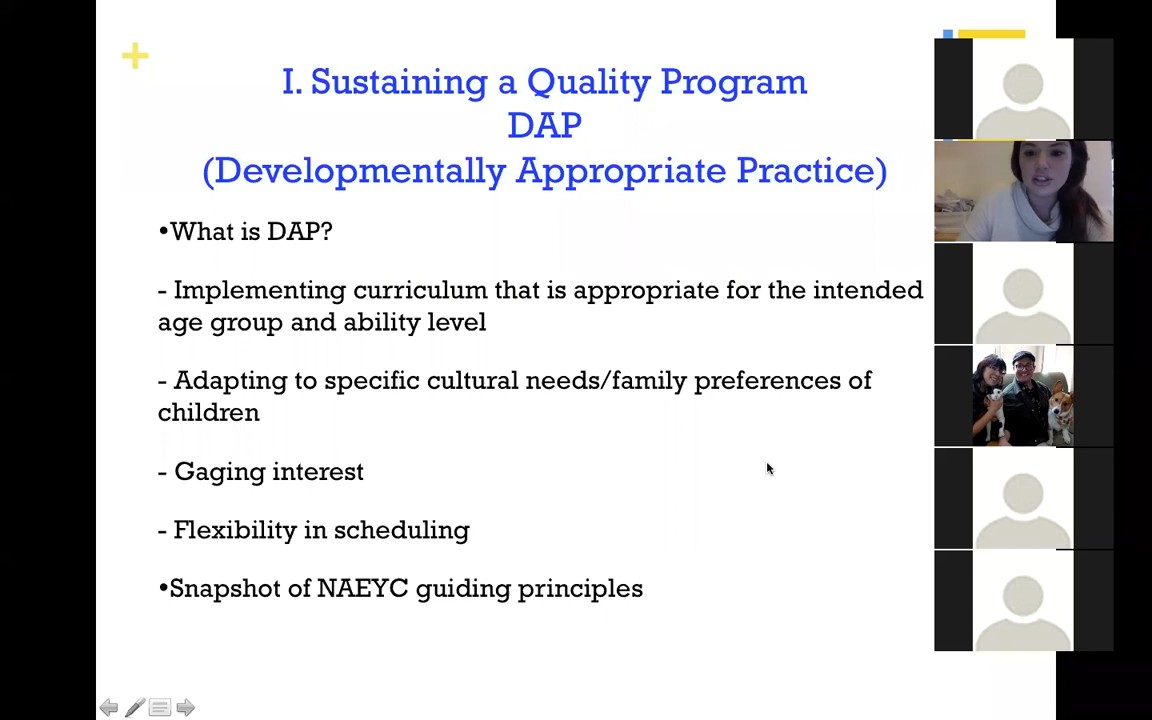 I. Sustaining a Quality Program
DAP
(Developmentally Appropriate Practice)
•What is DAP?
- Implementing curriculum that is appropriate for the intended
age group and ability level
- Adapting to specific cultural needs/family preferences of
children
- Gaging interest
- Flexibility in scheduling
•Snapshot of NAEYC guiding principles